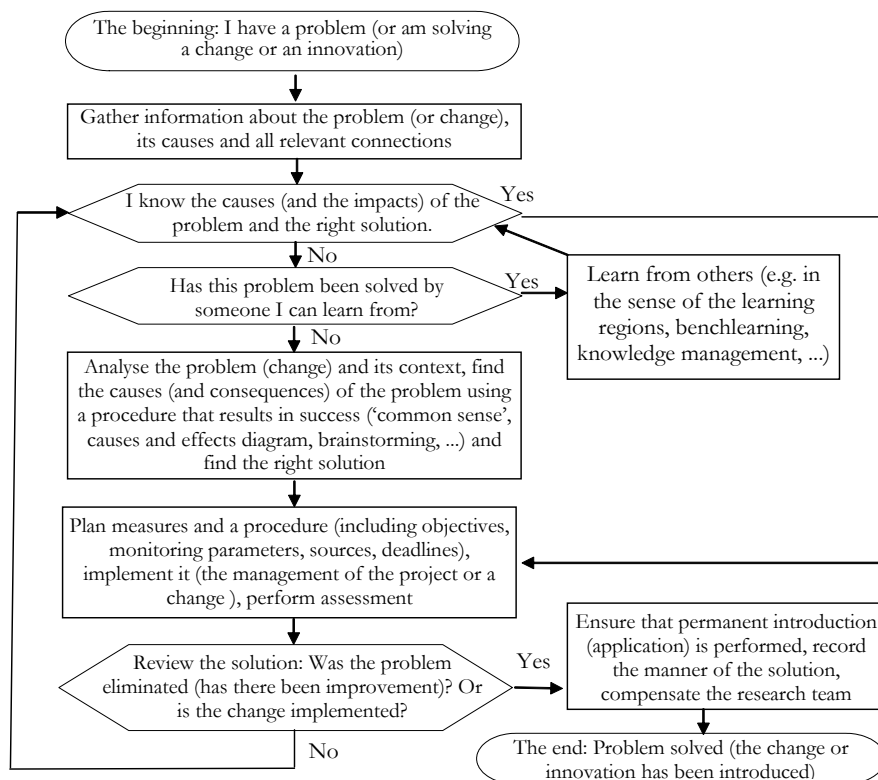 The beginning: I have a problem (or am solving
a change or an innovation)
Gather information about the problem (or change),
its causes and all relevant connections
I know the causes (and the impacts) of the
problem and the right solution.
Yes
No
Has this problem been solved by
someone I can learn from?
Yes
Learn from others (e.g. in
the sense of the learning
regions, benchlearning,
knowledge management, ...)
No
Analyse the problem (change) and its context, find
the causes (and consequences) of the problem using
a procedure that results in success (‘common sense’,
causes and effects diagram, brainstorming, ...) and
find the right solution
Plan measures and a procedure (including objectives,
monitoring parameters, sources, deadlines),
implement it (the management of the project or a
change ), perform assessment
Review the solution: Was the problem
eliminated (has there been improvement)? Or
is the change implemented?
Yes
Ensure that permanent introduction
(application) is performed, record
the manner of the solution,
compensate the research team
No
The end: Problem solved (the change or
innovation has been introduced)